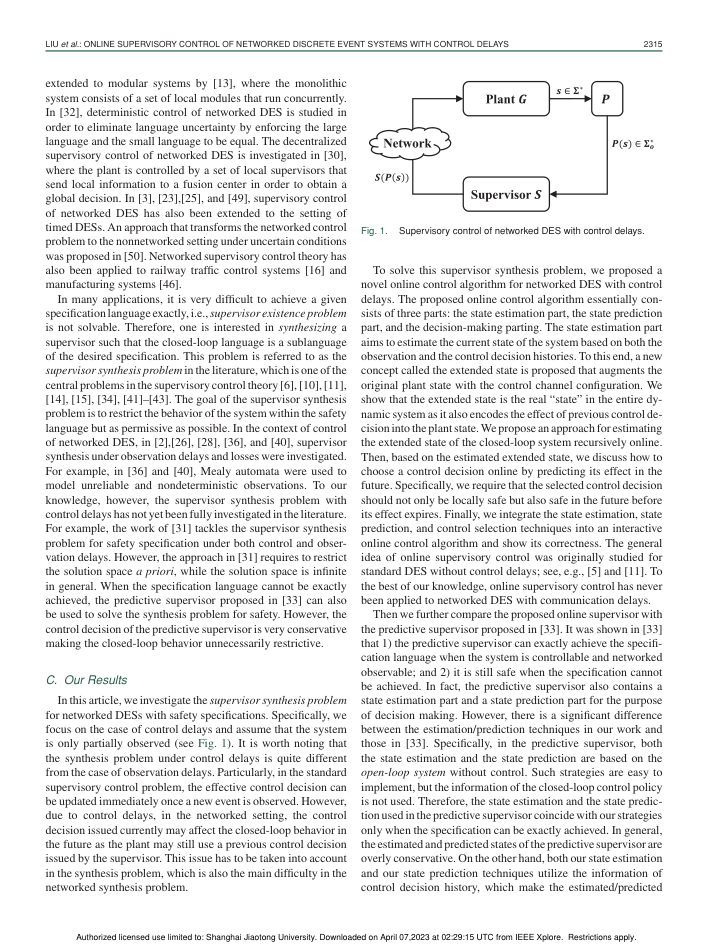 LIU et al.: ONLINE SUPERVISORY CONTROL OF NETWORKED DISCRETE EVENT SYSTEMS WITH CONTROL DELAYS 2315
extended to modular systems by [13], where the monolithic
system consists of a set of local modules that run concurrently.
In [32], deterministic control of networked DES is studied in
order to eliminate language uncertainty by enforcing the large
language and the small language to be equal. The decentralized
supervisory control of networked DES is investigated in [30],
where the plant is controlled by a set of local supervisors that
send local information to a fusion center in order to obtain a
global decision. In [3], [23],[25], and [49], supervisory control
of networked DES has also been extended to the setting of
timed DESs. An approach that transforms the networked control
problem to the nonnetworked setting under uncertain conditions
was proposed in [50]. Networked supervisory control theory has
also been applied to railway traffic control systems [16] and
manufacturing systems [46].
In many applications, it is very difficult to achieve a given
specification language exactly, i.e., supervisor existence problem
is not solvable. Therefore, one is interested in synthesizing a
supervisor such that the closed-loop language is a sublanguage
of the desired specification. This problem is referred to as the
supervisor synthesis problem in the literature, which is one of the
central problems in the supervisory control theory [6], [10], [11],
[14], [15], [34], [41]–[43]. The goal of the supervisor synthesis
problem is to restrict the behavior of the system within the safety
language but as permissive as possible. In the context of control
of networked DES, in [2],[26], [28], [36], and [40], supervisor
synthesis under observation delays and losses were investigated.
For example, in [36] and [40], Mealy automata were used to
model unreliable and nondeterministic observations. To our
knowledge, however, the supervisor synthesis problem with
control delays has not yet been fully investigated in the literature.
For example, the work of [31] tackles the supervisor synthesis
problem for safety specification under both control and obser-
vation delays. However, the approach in [31] requires to restrict
the solution space a priori, while the solution space is infinite
in general. When the specification language cannot be exactly
achieved, the predictive supervisor proposed in [33] can also
be used to solve the synthesis problem for safety. However, the
control decision of the predictive supervisor is very conservative
making the closed-loop behavior unnecessarily restrictive.
C. Our Results
In this article, we investigate the supervisor synthesis problem
for networked DESs with safety specifications. Specifically, we
focus on the case of control delays and assume that the system
is only partially observed (see Fig. 1). It is worth noting that
the synthesis problem under control delays is quite different
from the case of observation delays. Particularly, in the standard
supervisory control problem, the effective control decision can
be updated immediately once a new event is observed. However,
due to control delays, in the networked setting, the control
decision issued currently may affect the closed-loop behavior in
the future as the plant may still use a previous control decision
issued by the supervisor. This issue has to be taken into account
in the synthesis problem, which is also the main difficulty in the
networked synthesis problem.
Plant G
s ∈ Σ*
P
Network
P(s) ∈ Σ*o
S(P(s))
Supervisor S
Fig. 1. Supervisory control of networked DES with control delays.
To solve this supervisor synthesis problem, we proposed a
novel online control algorithm for networked DES with control
delays. The proposed online control algorithm essentially con-
sists of three parts: the state estimation part, the state prediction
part, and the decision-making parting. The state estimation part
aims to estimate the current state of the system based on both the
observation and the control decision histories. To this end, a new
concept called the extended state is proposed that augments the
original plant state with the control channel configuration. We
show that the extended state is the real “state” in the entire dy-
namic system as it also encodes the effect of previous control de-
cision into the plant state. We propose an approach for estimating
the extended state of the closed-loop system recursively online.
Then, based on the estimated extended state, we discuss how to
choose a control decision online by predicting its effect in the
future. Specifically, we require that the selected control decision
should not only be locally safe but also safe in the future before
its effect expires. Finally, we integrate the state estimation, state
prediction, and control selection techniques into an interactive
online control algorithm and show its correctness. The general
idea of online supervisory control was originally studied for
standard DES without control delays; see, e.g., [5] and [11]. To
the best of our knowledge, online supervisory control has never
been applied to networked DES with communication delays.
Then we further compare the proposed online supervisor with
the predictive supervisor proposed in [33]. It was shown in [33]
that 1) the predictive supervisor can exactly achieve the specifi-
cation language when the system is controllable and networked
observable; and 2) it is still safe when the specification cannot
be achieved. In fact, the predictive supervisor also contains a
state estimation part and a state prediction part for the purpose
of decision making. However, there is a significant difference
between the estimation/prediction techniques in our work and
those in [33]. Specifically, in the predictive supervisor, both
the state estimation and the state prediction are based on the
open-loop system without control. Such strategies are easy to
implement, but the information of the closed-loop control policy
is not used. Therefore, the state estimation and the state predic-
tion used in the predictive supervisor coincide with our strategies
only when the specification can be exactly achieved. In general,
the estimated and predicted states of the predictive supervisor are
overly conservative. On the other hand, both our state estimation
and our state prediction techniques utilize the information of
control decision history, which make the estimated/predicted
Authorized licensed use limited to: Shanghai Jiaotong University. Downloaded on April 07,2023 at 02:29:15 UTC from IEEE Xplore. Restrictions apply.